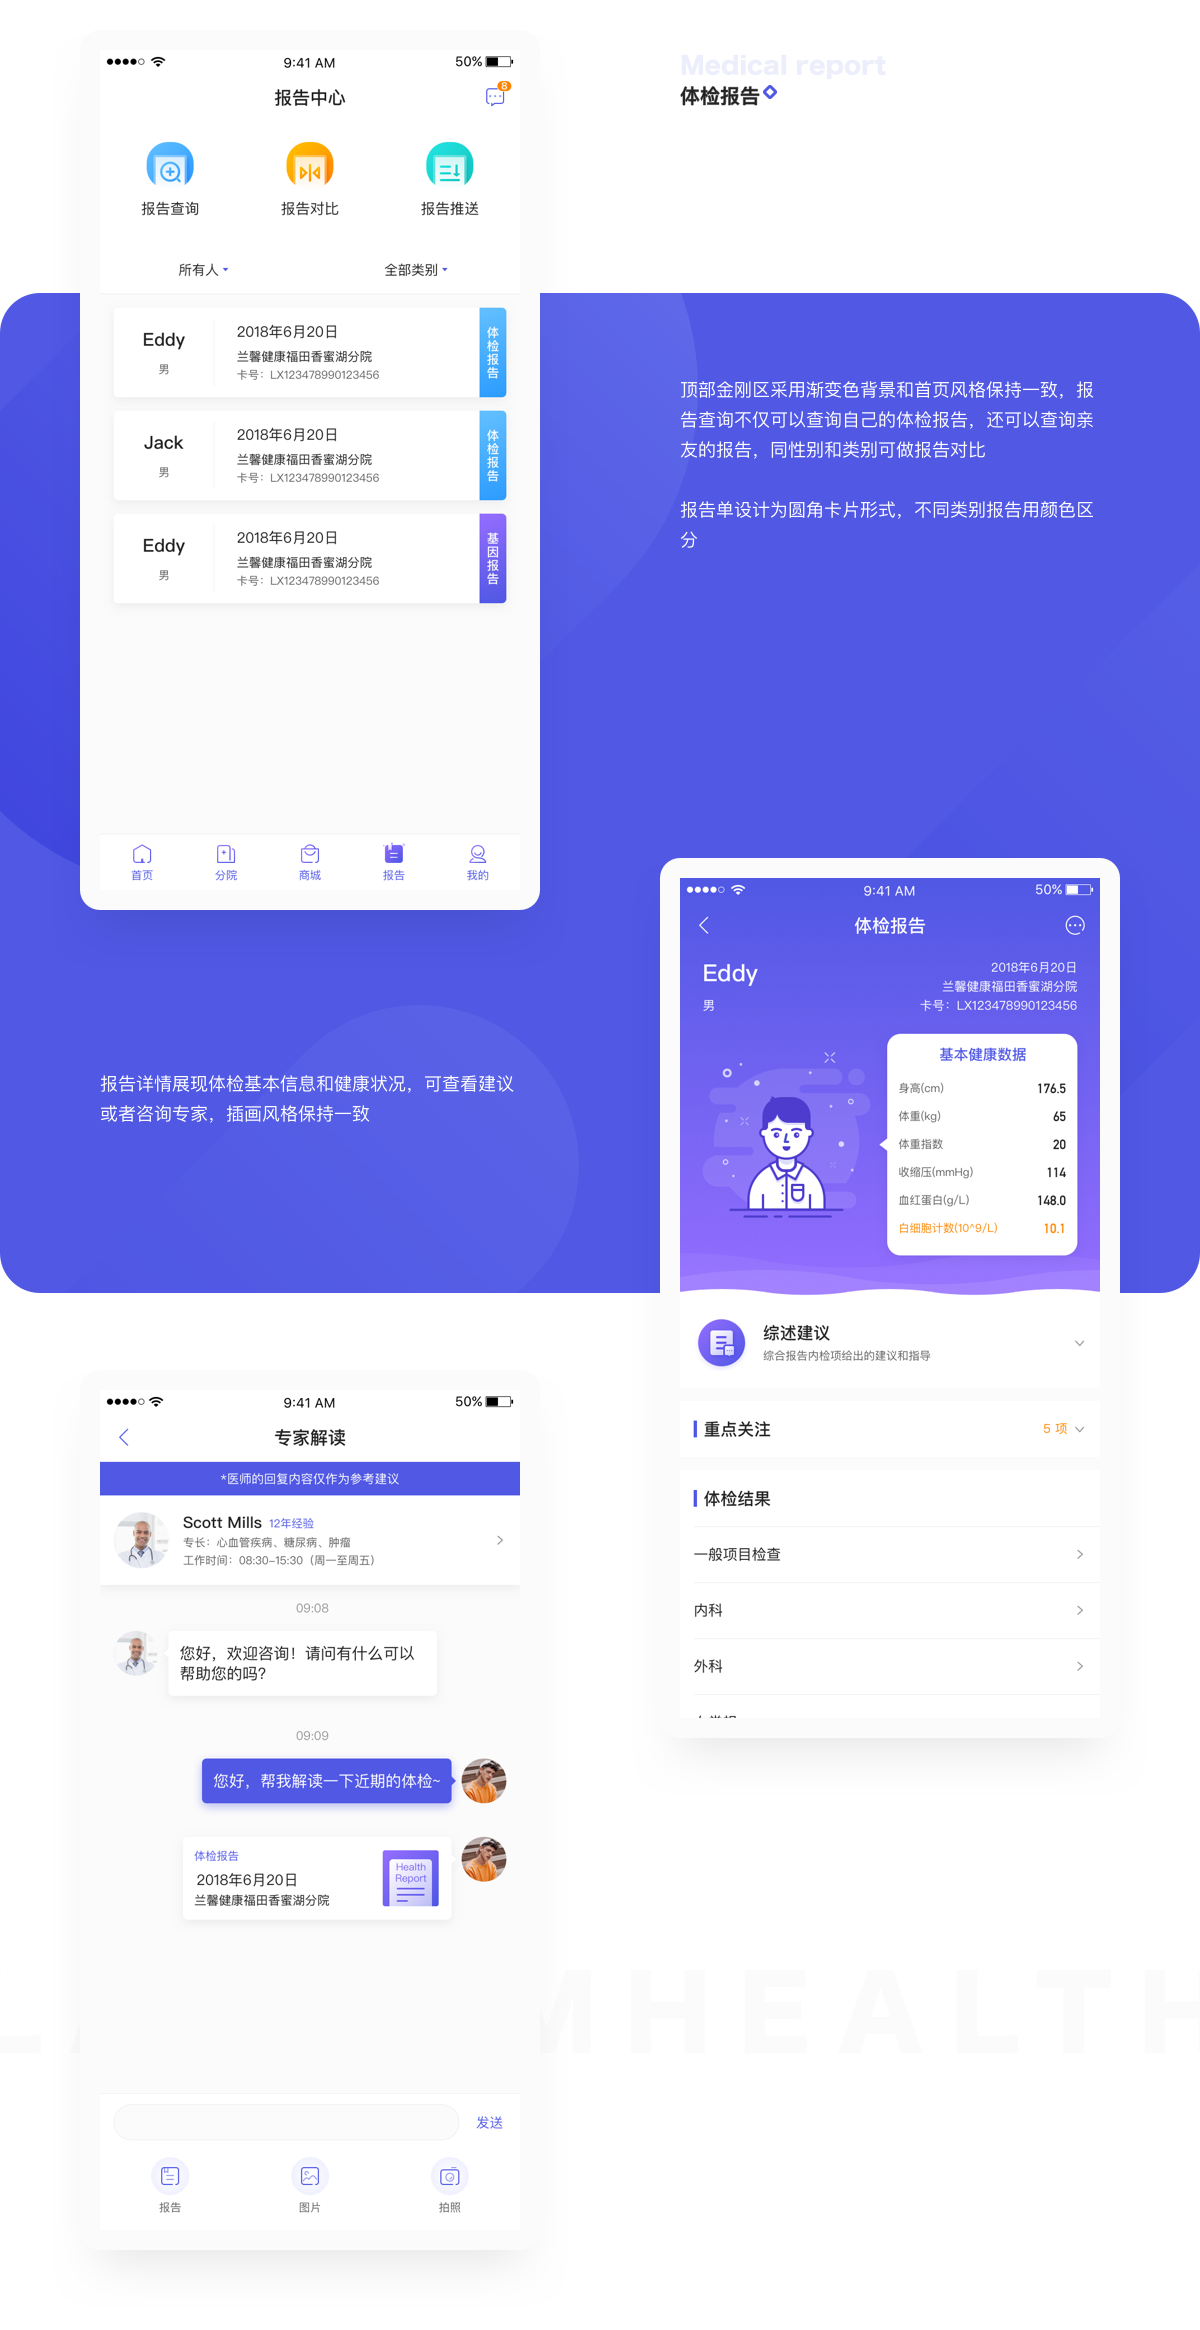 Medical report
体检报告
9:41 AM
50%
报告中心
8
报告查询
报告对比
报告推送
所有人
全部类别
Eddy
男
2018年6月20日
兰馨健康福田香蜜湖分院
卡号：LX123478990123456
体检报告
Jack
男
2018年6月20日
兰馨健康福田香蜜湖分院
卡号：LX123478990123456
体检报告
Eddy
男
2018年6月20日
兰馨健康福田香蜜湖分院
卡号：LX123478990123456
基因报告
首页
分院
商城
报告
我的
顶部金刚区采用渐变色背景和首页风格保持一致，报
告查询不仅可以查询自己的体检报告，还可以查询亲
友的报告，同性别和类别可做报告对比
报告单设计为圆角卡片形式，不同类别报告用颜色区
分
报告详情展现体检基本信息和健康状况，可查看建议
或者咨询专家，插画风格保持一致
9:41 AM
50%
体检报告
Eddy
男
2018年6月20日
兰馨健康福田香蜜湖分院
卡号：LX123478990123456
基本健康数据
身高(cm) 176.5
体重(kg) 65
体重指数 20
收缩压(mmHg) 114
血红蛋白(g/L) 148.0
白细胞计数(10^9/L) 10.1
综述建议
综合报告内检项给出的建议和指导
重点关注
5 项
体检结果
一般项目检查
内科
外科
9:41 AM
50%
专家解读
*医师的回复内容仅作为参考建议
Scott Mills 12年经验
专长：心血管疾病、糖尿病、肿瘤
工作时间：08:30-15:30（周一至周五）
09:08
您好，欢迎咨询！请问有什么可以
帮助您的吗？
09:09
您好，帮我解读一下近期的体检~
体检报告
2018年6月20日
兰馨健康福田香蜜湖分院
Health
Report
MHEALTH
发送
报告
图片
拍照